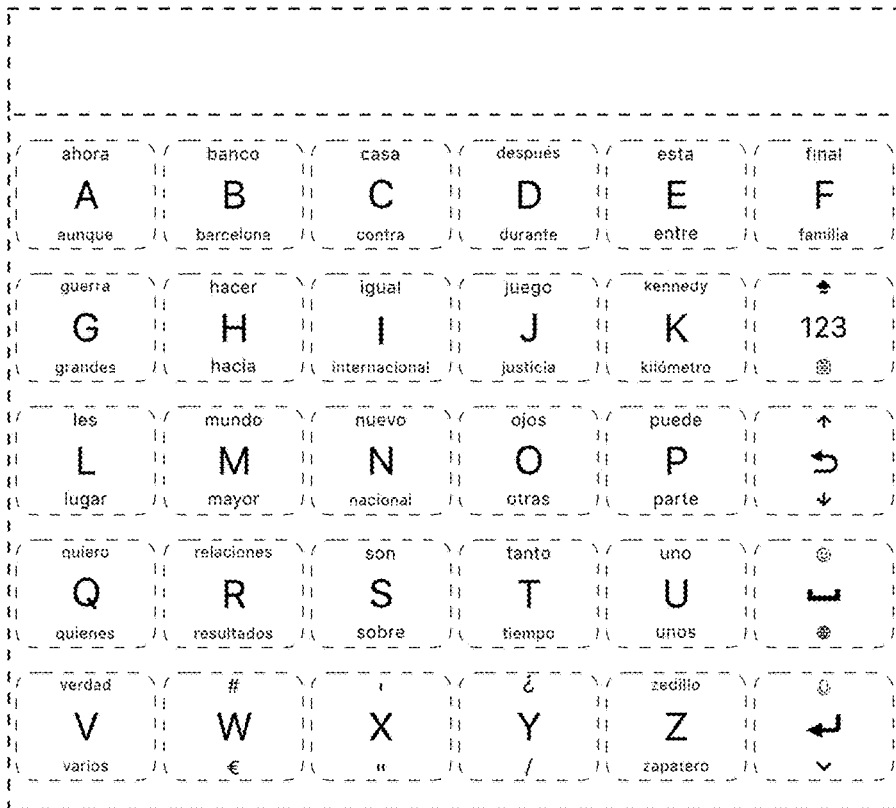 ahora banco casa después esta final
A B C D E F
aunque barcelona contra durante entre familia
guerra hacer igual juego kennedy
G H I J K 123
grandes hacia internacional justicia kilómetro
les mundo nuevo ojos puede ↑
L M N O P
lugar mayor nacional otras parte ↓
quiero relaciones son tanto uno
Q R S T U
quienes resultados sobre tiempo unos
verdad # ' ¿ zedillo
V W X Y Z
varios € " / zapatero